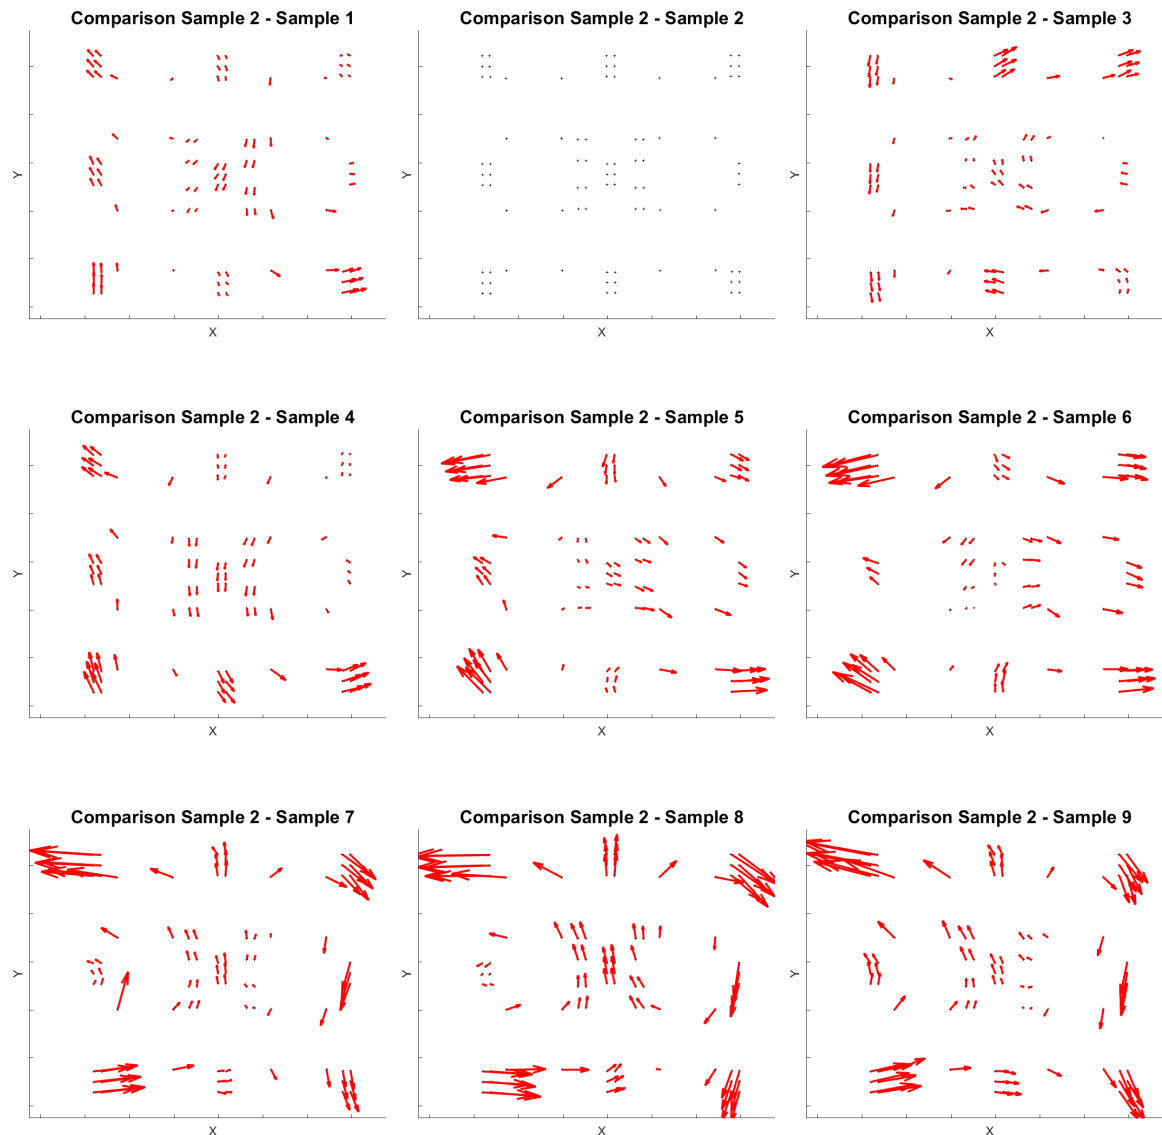 Comparison Sample 2 - Sample 1
Comparison Sample 2 - Sample 2
Comparison Sample 2 - Sample 3
Y
Y
Y
X
X
X
Comparison Sample 2 - Sample 4
Comparison Sample 2 - Sample 5
Comparison Sample 2 - Sample 6
Y
Y
Y
X
X
X
Comparison Sample 2 - Sample 7
Comparison Sample 2 - Sample 8
Comparison Sample 2 - Sample 9
Y
Y
Y
X
X
X